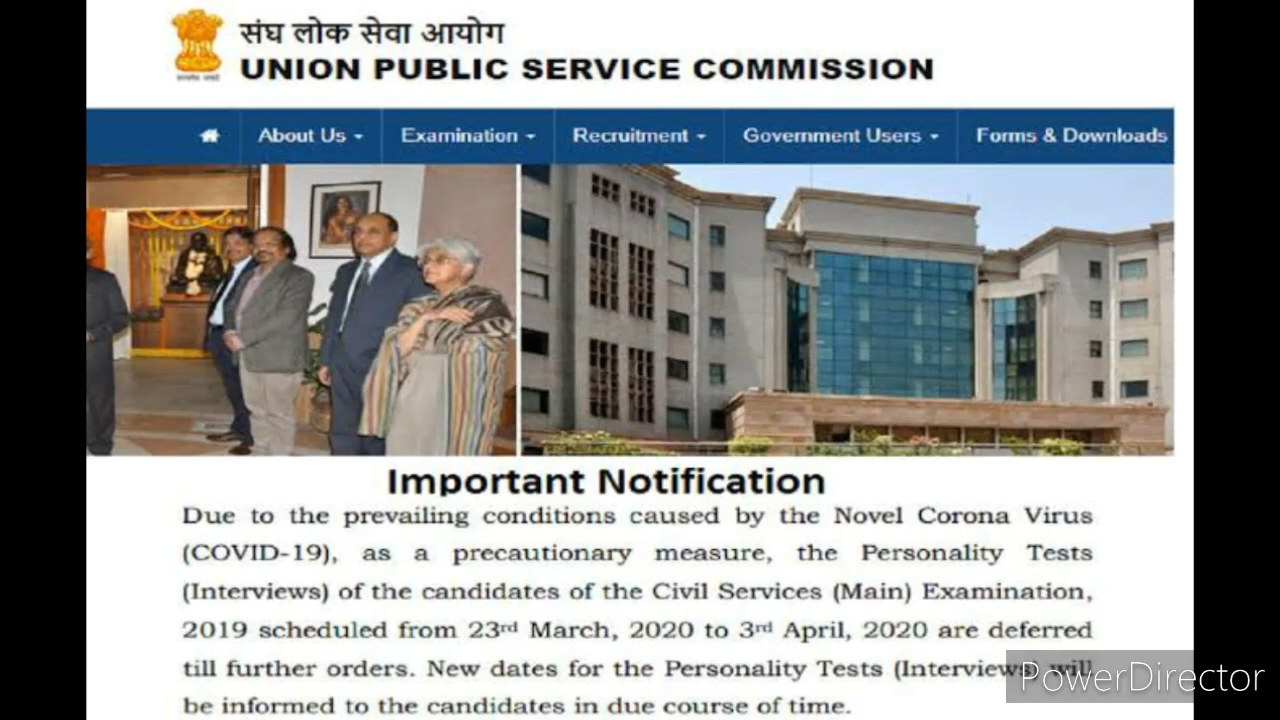 संघ लोक सेवा आयोग
UNION PUBLIC SERVICE COMMISSION
About Us
Examination
Recruitment
Government Users
Forms & Downloads
Important Notification
Due to the prevailing conditions caused by the Novel Corona Virus
(COVID-19), as a precautionary measure, the Personality Tests
(Interviews) of the candidates of the Civil Services (Main) Examination,
2019 scheduled from 23rd March, 2020 to 3rd April, 2020 are deferred
till further orders. New dates for the Personality Tests (Interviews) will
be informed to the candidates in due course of time.
PowerDirector